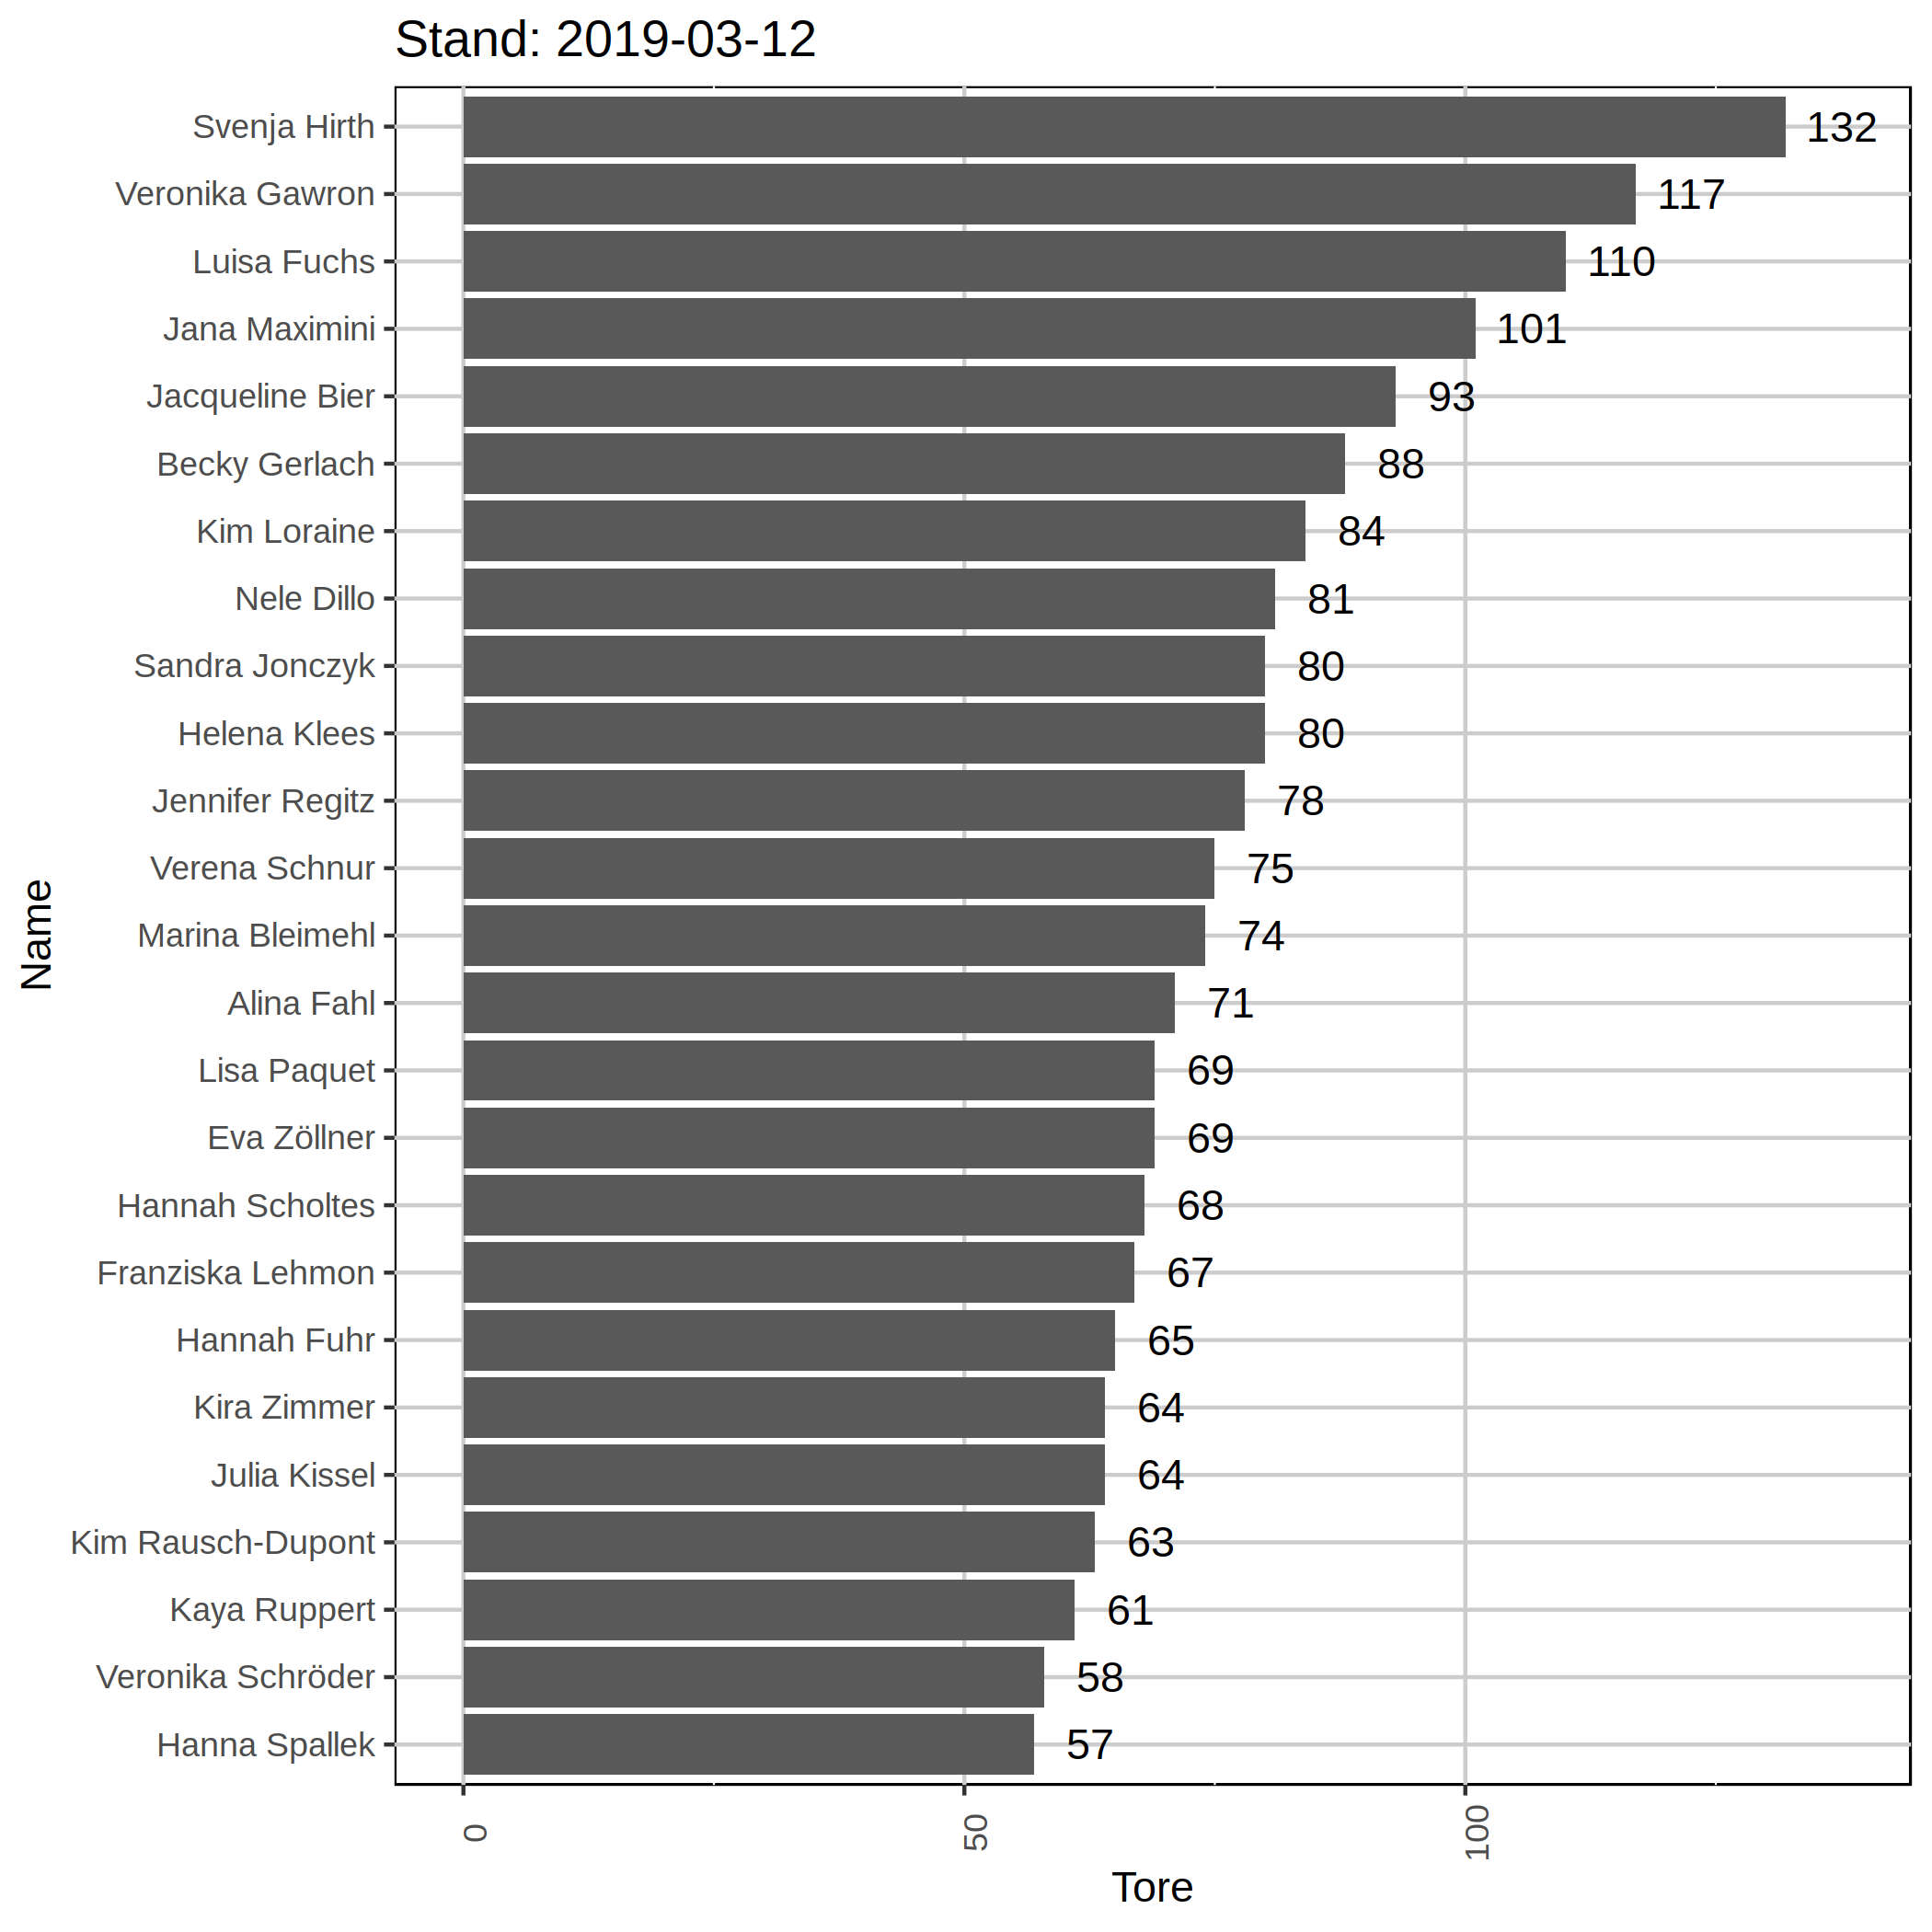 Stand: 2019-03-12
Svenja Hirth 132
Veronika Gawron 117
Luisa Fuchs 110
Jana Maximini 101
Jacqueline Bier 93
Becky Gerlach 88
Kim Loraine 84
Nele Dillo 81
Sandra Jonczyk 80
Helena Klees 80
Jennifer Regitz 78
Verena Schnur 75
Marina Bleimehl 74
Alina Fahl 71
Lisa Paquet 69
Eva Zöllner 69
Hannah Scholtes 68
Franziska Lehmon 67
Hannah Fuhr 65
Kira Zimmer 64
Julia Kissel 64
Kim Rausch-Dupont 63
Kaya Ruppert 61
Veronika Schröder 58
Hanna Spallek 57
Name
0 50 100
Tore